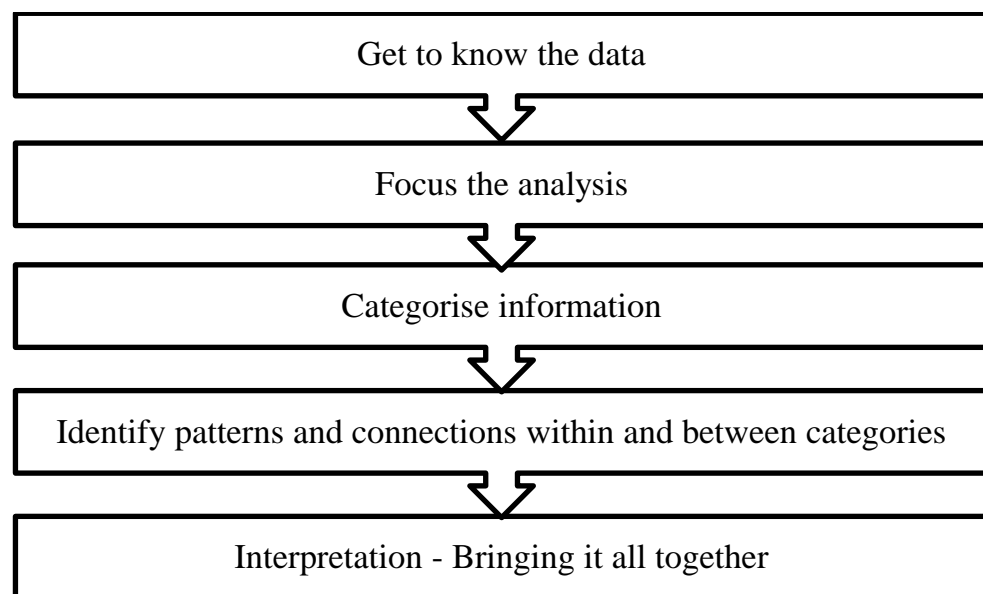 Get to know the data
Focus the analysis
Categorise information
Identify patterns and connections within and between categories
Interpretation - Bringing it all together